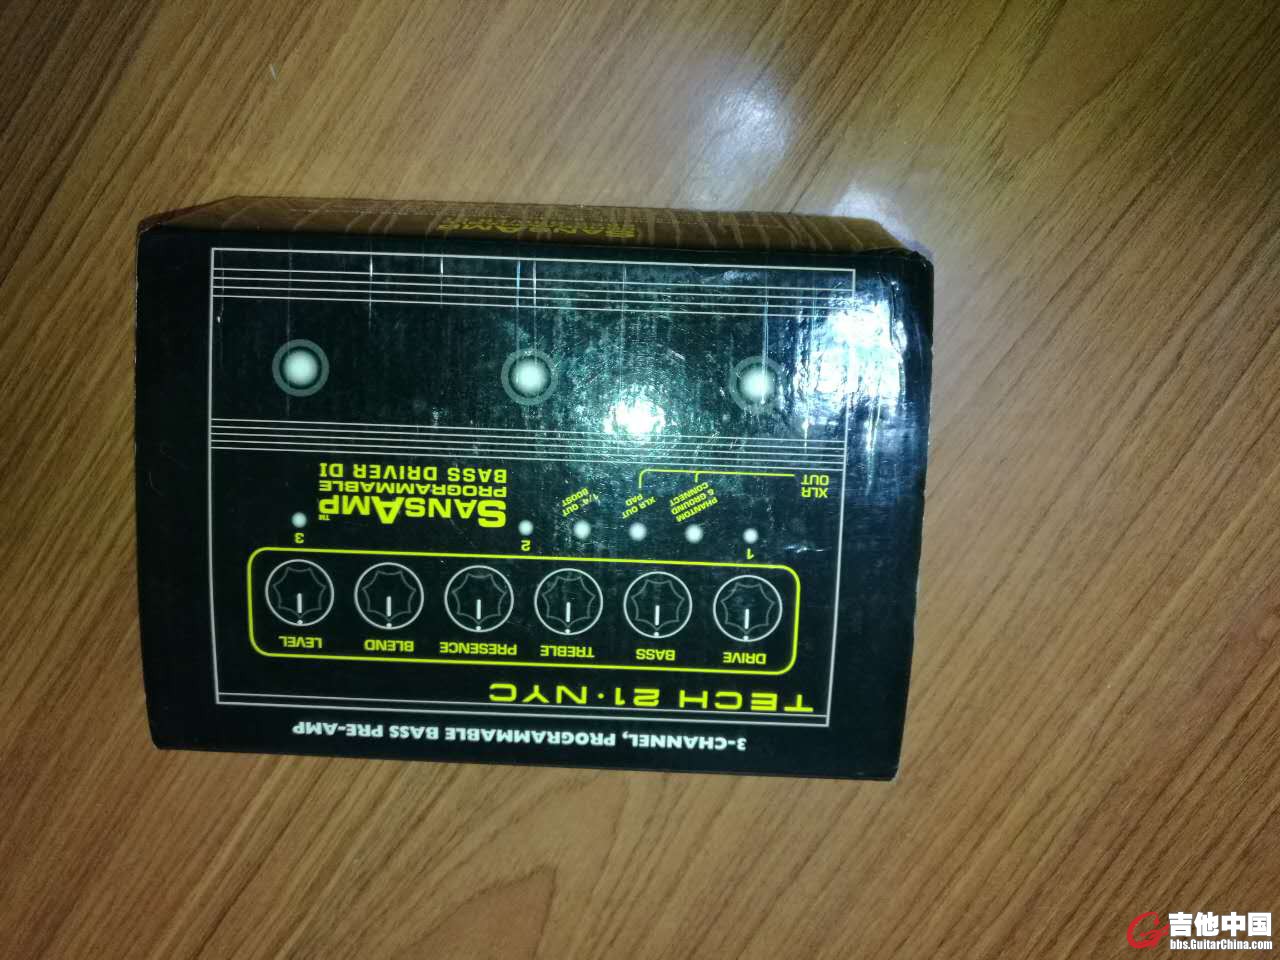 3-CHANNEL, PROGRAMMABLE BASS PRE-AMP
TECH 21·NYC
DRIVE BASS TREBLE PRESENCE BLEND LEVEL
1 2 3
PHANTOM
& GROUND
CONNECT
XLR OUT
PAD
1/4" OUT
BOOST
XLR
OUT
SANSAMP™
PROGRAMMABLE
BASS DRIVER DI
SANSAMP
吉他中国
bbs.GuitarChina.com